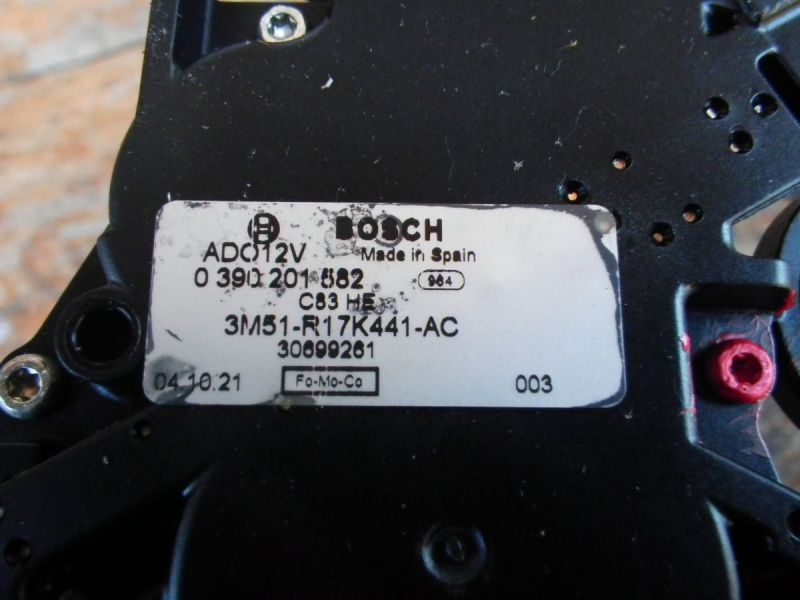 BOSCH
ADO12V Made in Spain
0 390 201 582 964
C83 HE
3M51-R17K441-AC
30699261
04.10.21 Fo-Mo-Co 003